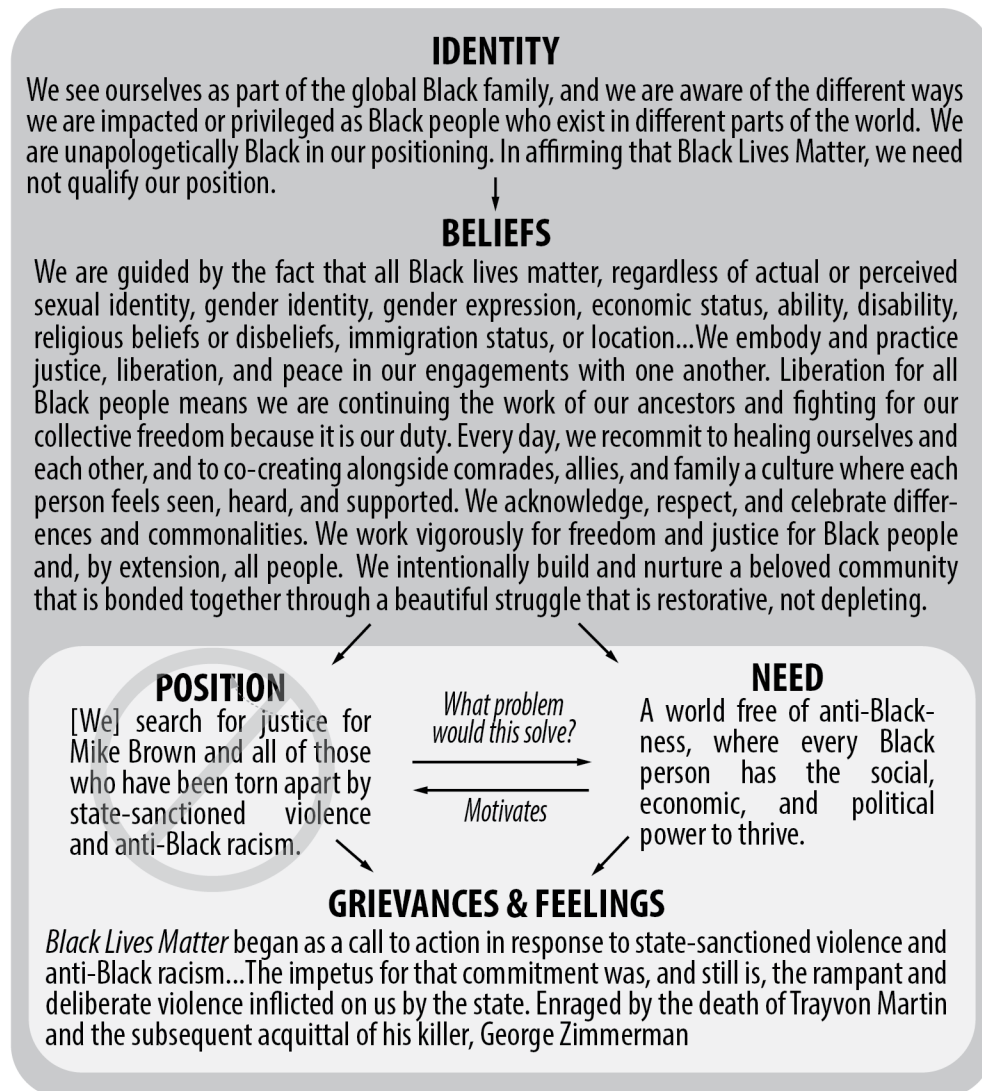 IDENTITY
We see ourselves as part of the global Black family, and we are aware of the different ways
we are impacted or privileged as Black people who exist in different parts of the world.  We
are unapologetically Black in our positioning. In affirming that Black Lives Matter, we need
not qualify our position.
BELIEFS
We are guided by the fact that all Black lives matter, regardless of actual or perceived
sexual identity, gender identity, gender expression, economic status, ability, disability,
religious beliefs or disbeliefs, immigration status, or location...We embody and practice
justice, liberation, and peace in our engagements with one another. Liberation for all
Black people means we are continuing the work of our ancestors and fighting for our
collective freedom because it is our duty. Every day, we recommit to healing ourselves and
each other, and to co-creating alongside comrades, allies, and family a culture where each
person feels seen, heard, and supported. We acknowledge, respect, and celebrate differ-
ences and commonalities. We work vigorously for freedom and justice for Black people
and, by extension, all people.  We intentionally build and nurture a beloved community
that is bonded together through a beautiful struggle that is restorative, not depleting.
POSITION
[We] search for justice for
Mike Brown and all of those
who have been torn apart by
state-sanctioned violence
and anti-Black racism.
What problem
would this solve?
Motivates
NEED
A world free of anti-Black-
ness, where every Black
person has the social,
economic, and political
power to thrive.
GRIEVANCES & FEELINGS
Black Lives Matter began as a call to action in response to state-sanctioned violence and
anti-Black racism...The impetus for that commitment was, and still is, the rampant and
deliberate violence inflicted on us by the state. Enraged by the death of Trayvon Martin
and the subsequent acquittal of his killer, George Zimmerman